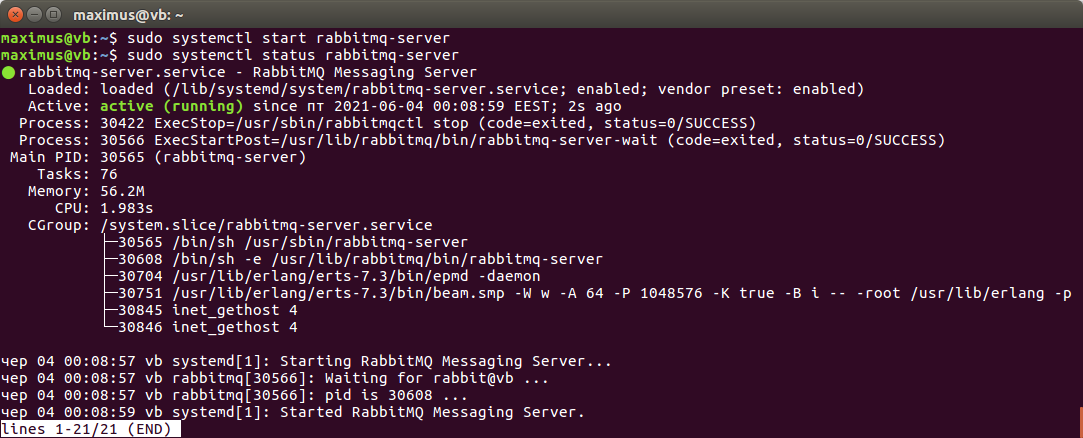 maximus@vb: ~
maximus@vb:~$ sudo systemctl start rabbitmq-server
maximus@vb:~$ sudo systemctl status rabbitmq-server
● rabbitmq-server.service - RabbitMQ Messaging Server
   Loaded: loaded (/lib/systemd/system/rabbitmq-server.service; enabled; vendor preset: enabled)
   Active: active (running) since пт 2021-06-04 00:08:59 EEST; 2s ago
  Process: 30422 ExecStop=/usr/sbin/rabbitmqctl stop (code=exited, status=0/SUCCESS)
  Process: 30566 ExecStartPost=/usr/lib/rabbitmq/bin/rabbitmq-server-wait (code=exited, status=0/SUCCESS)
 Main PID: 30565 (rabbitmq-server)
    Tasks: 76
   Memory: 56.2M
      CPU: 1.983s
   CGroup: /system.slice/rabbitmq-server.service
           ├─30565 /bin/sh /usr/sbin/rabbitmq-server
           ├─30608 /bin/sh -e /usr/lib/rabbitmq/bin/rabbitmq-server
           ├─30704 /usr/lib/erlang/erts-7.3/bin/epmd -daemon
           ├─30751 /usr/lib/erlang/erts-7.3/bin/beam.smp -W w -A 64 -P 1048576 -K true -B i -- -root /usr/lib/erlang -p
           ├─30845 inet_gethost 4
           └─30846 inet_gethost 4

чер 04 00:08:57 vb systemd[1]: Starting RabbitMQ Messaging Server...
чер 04 00:08:57 vb rabbitmq[30566]: Waiting for rabbit@vb ...
чер 04 00:08:57 vb rabbitmq[30566]: pid is 30608 ...
чер 04 00:08:59 vb systemd[1]: Started RabbitMQ Messaging Server.
lines 1-21/21 (END)